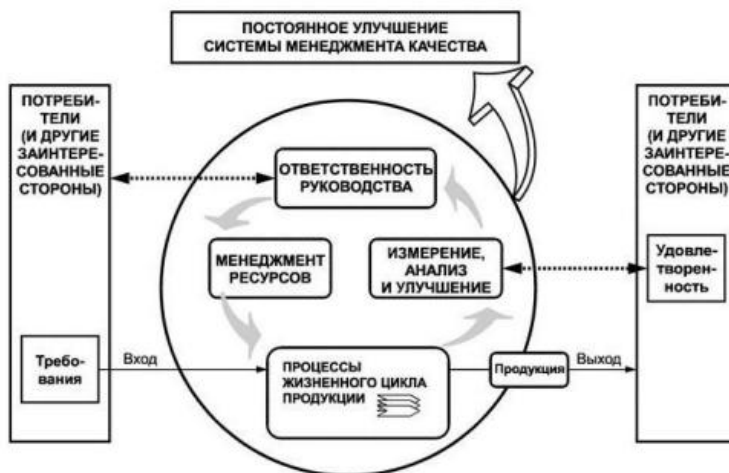 ПОСТОЯННОЕ УЛУЧШЕНИЕ
СИСТЕМЫ МЕНЕДЖМЕНТА КАЧЕСТВА
ПОТРЕБИ-
ТЕЛИ
(И ДРУГИЕ
ЗАИНТЕРЕ-
СОВАННЫЕ
СТОРОНЫ)
Требо-
вания
Вход
ОТВЕТСТВЕННОСТЬ
РУКОВОДСТВА
МЕНЕДЖМЕНТ
РЕСУРСОВ
ИЗМЕРЕНИЕ,
АНАЛИЗ
И УЛУЧШЕНИЕ
ПРОЦЕССЫ
ЖИЗНЕННОГО ЦИКЛА
ПРОДУКЦИИ
Продукция
Выход
ПОТРЕБИ-
ТЕЛИ
(И ДРУГИЕ
ЗАИНТЕРЕ-
СОВАННЫЕ
СТОРОНЫ)
Удовле-
творен-
ность